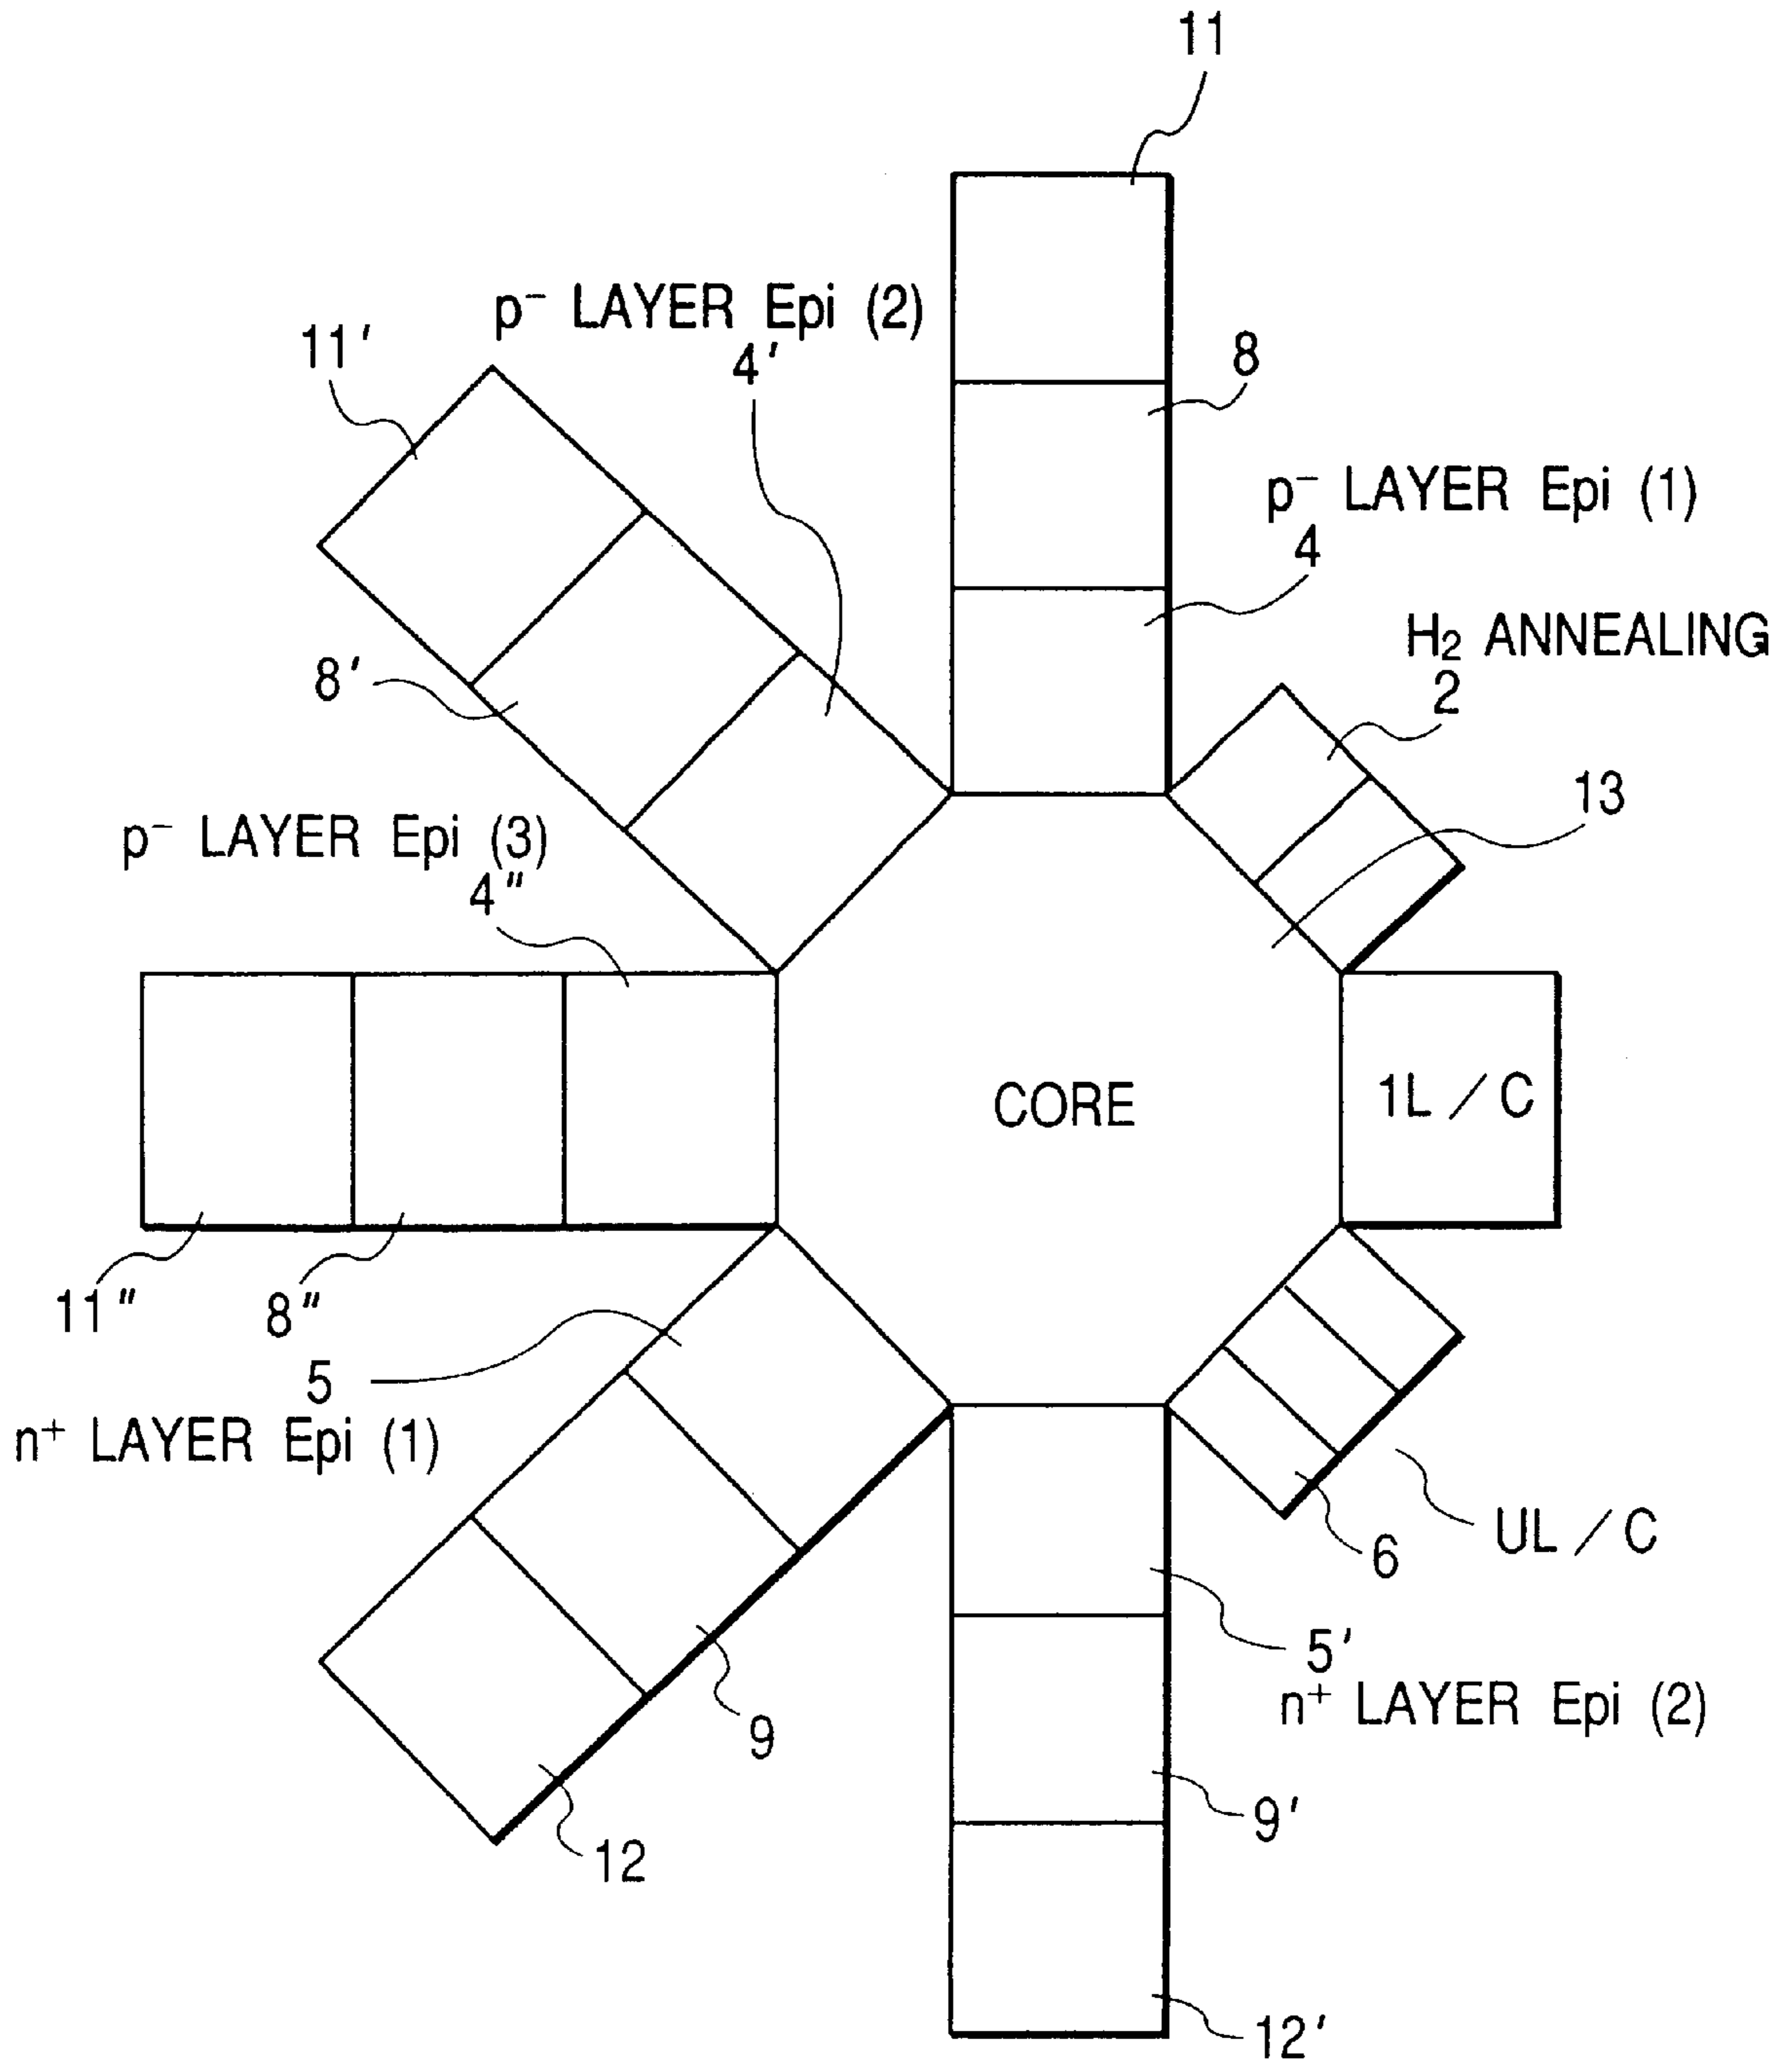 11
p⁻ LAYER Epi (2)
4'
11'
8
p⁻ LAYER Epi (1)
4
H₂ ANNEALING
2
8'
13
p⁻ LAYER Epi (3)
4"
CORE
1L / C
11"
8"
5
n⁺ LAYER Epi (1)
UL / C
6
5'
n⁺ LAYER Epi (2)
9
9'
12
12'